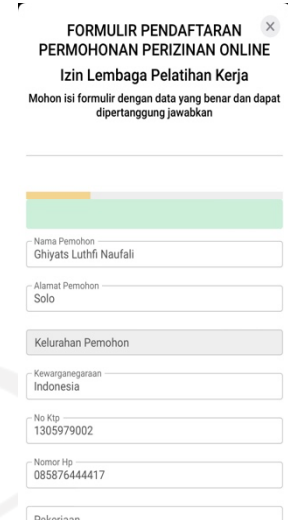 FORMULIR PENDAFTARAN
PERMOHONAN PERIZINAN ONLINE
Izin Lembaga Pelatihan Kerja
Mohon isi formulir dengan data yang benar dan dapat
dipertanggung jawabkan
Nama Pemohon
Ghiyats Luthfi Naufali
Alamat Pemohon
Solo
Kelurahan Pemohon
Kewarganegaraan
Indonesia
No Ktp
1305979002
Nomor Hp
085876444417
Pekerjaan